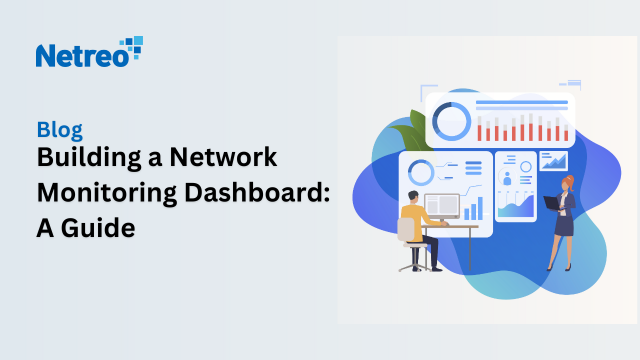 Netreo
Blog
Building a Network
Monitoring Dashboard:
A Guide